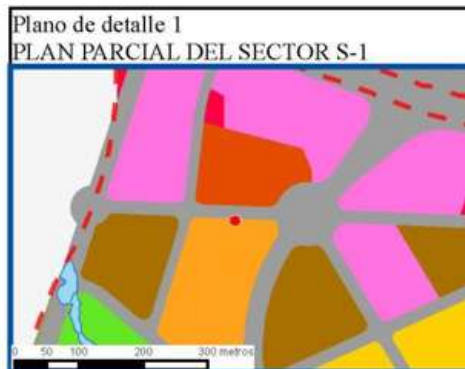 Plano de detalle 1
PLAN PARCIAL DEL SECTOR S-1
0 50 100 200 300 metros